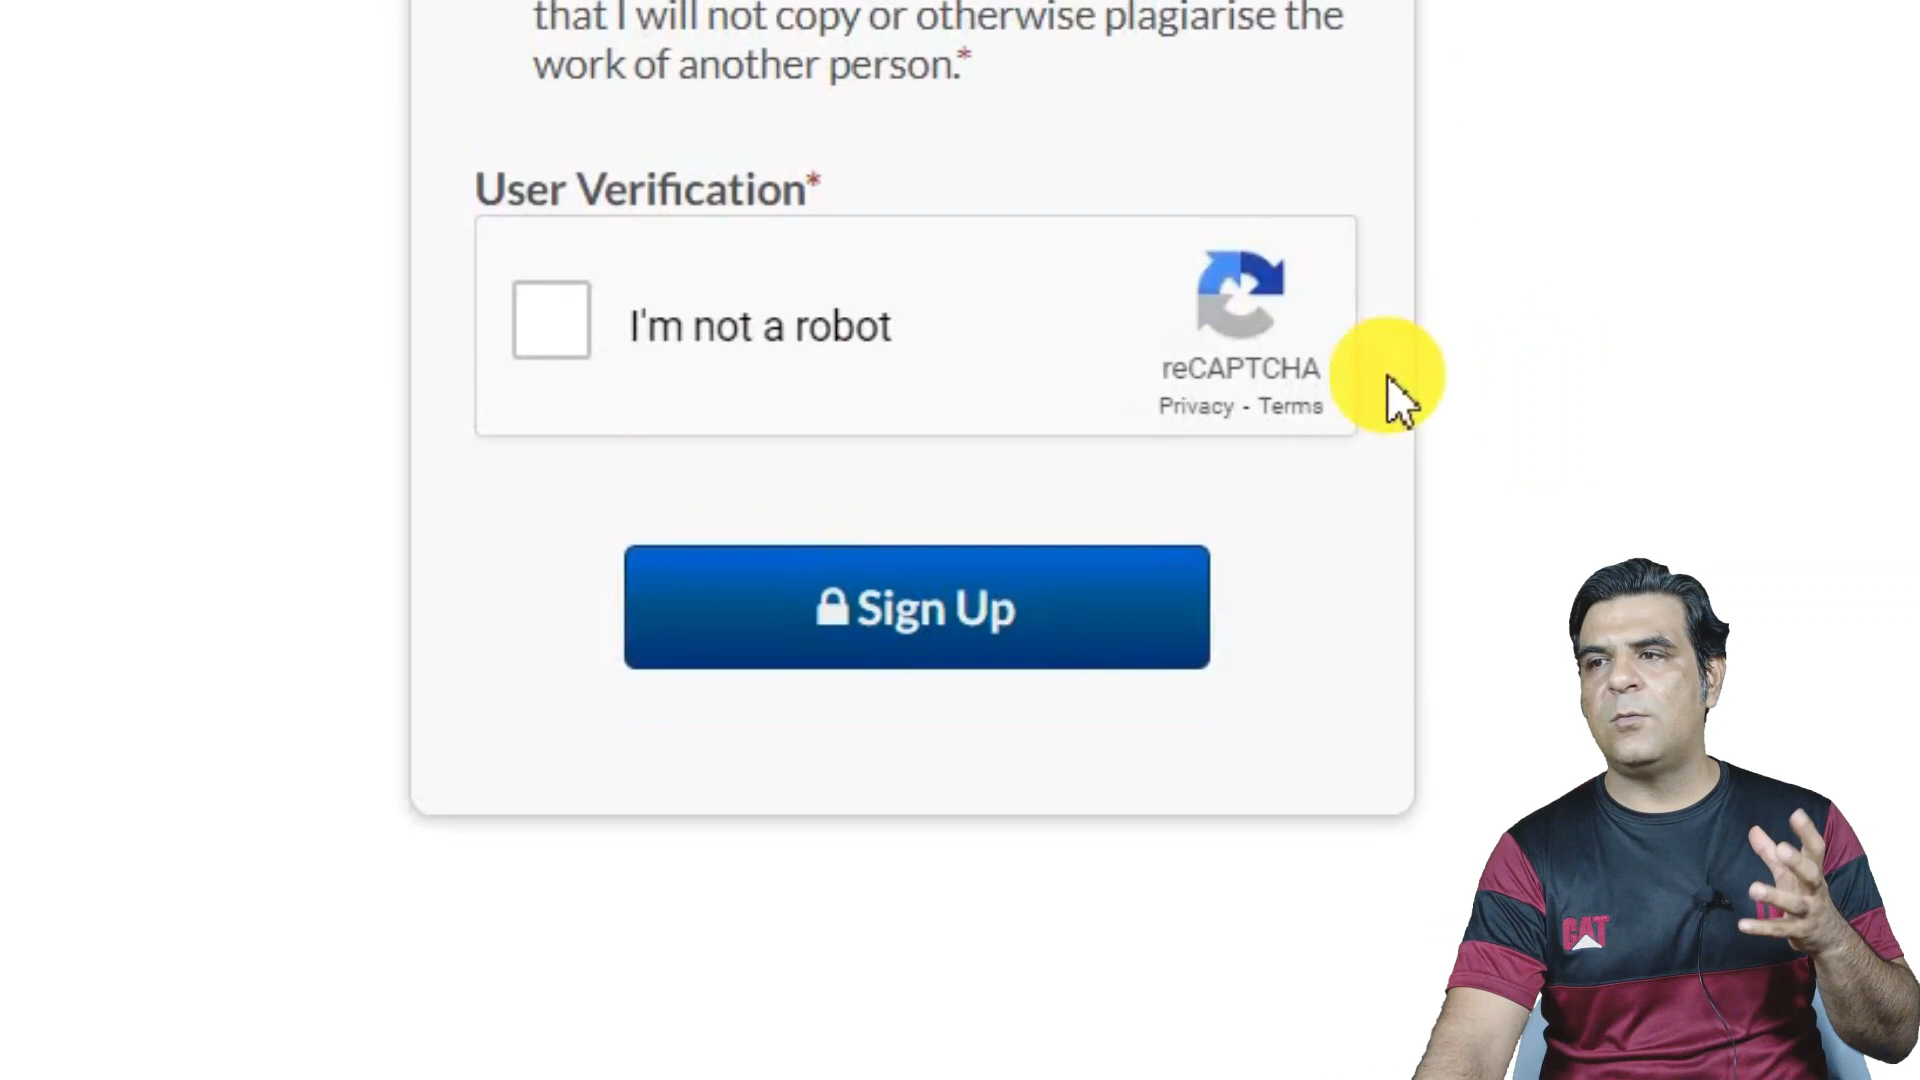 that I will not copy or otherwise plagiarise the
work of another person.*
User Verification*
I'm not a robot
reCAPTCHA
Privacy - Terms
Sign Up
CAT